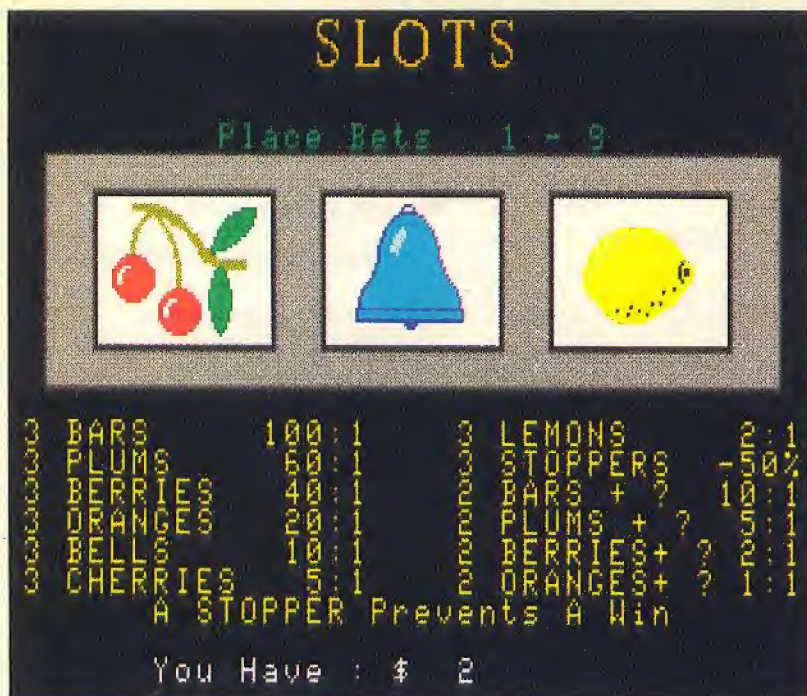 SLOTS
Place Bets 1 - 9
3 BARS 100:1 3 LEMONS 2:1
3 PLUMS 60:1 3 STOPPERS -50%
3 BERRIES 40:1 2 BARS + ? 10:1
3 ORANGES 20:1 2 PLUMS + ? 5:1
3 BELLS 10:1 2 BERRIES+ ? 2:1
3 CHERRIES 5:1 2 ORANGES+ ? 1:1
A STOPPER Prevents A Win
You Have : $ 2